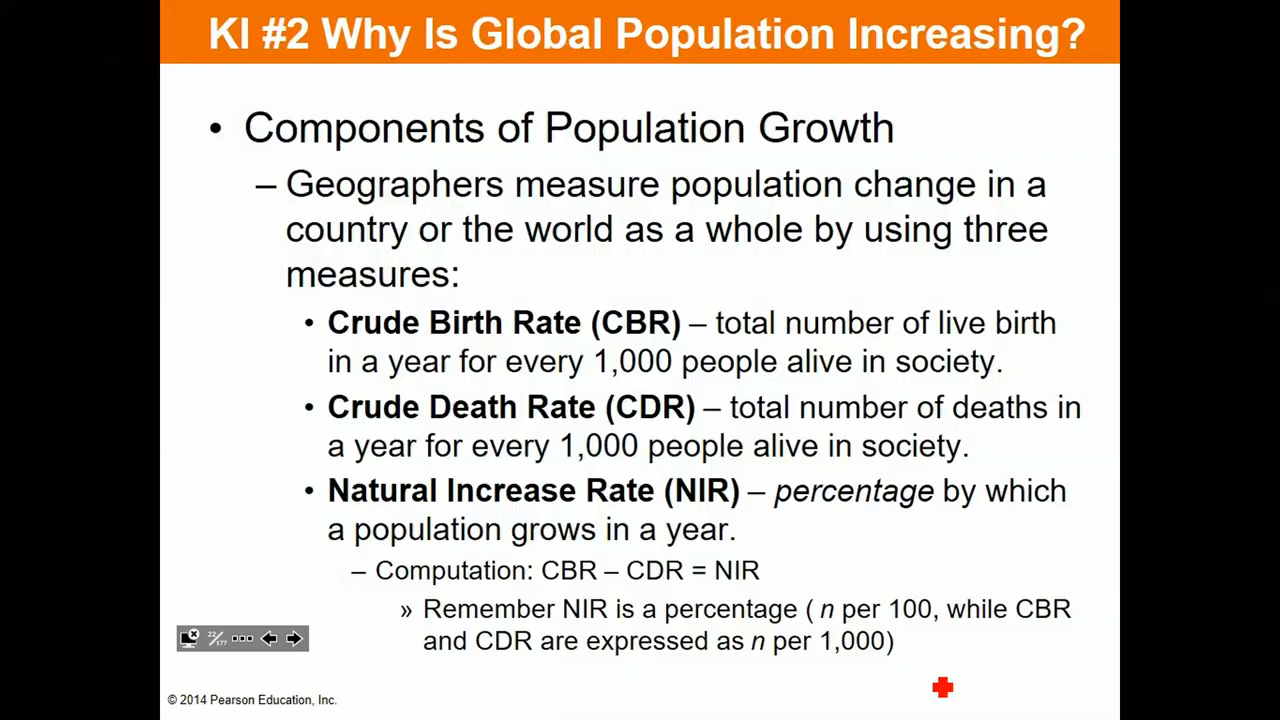 KI #2 Why Is Global Population Increasing?
• Components of Population Growth
– Geographers measure population change in a
country or the world as a whole by using three
measures:
• Crude Birth Rate (CBR) – total number of live birth
in a year for every 1,000 people alive in society.
• Crude Death Rate (CDR) – total number of deaths in
a year for every 1,000 people alive in society.
• Natural Increase Rate (NIR) – percentage by which
a population grows in a year.
– Computation: CBR – CDR = NIR
» Remember NIR is a percentage ( n per 100, while CBR
and CDR are expressed as n per 1,000)
22/177
© 2014 Pearson Education, Inc.